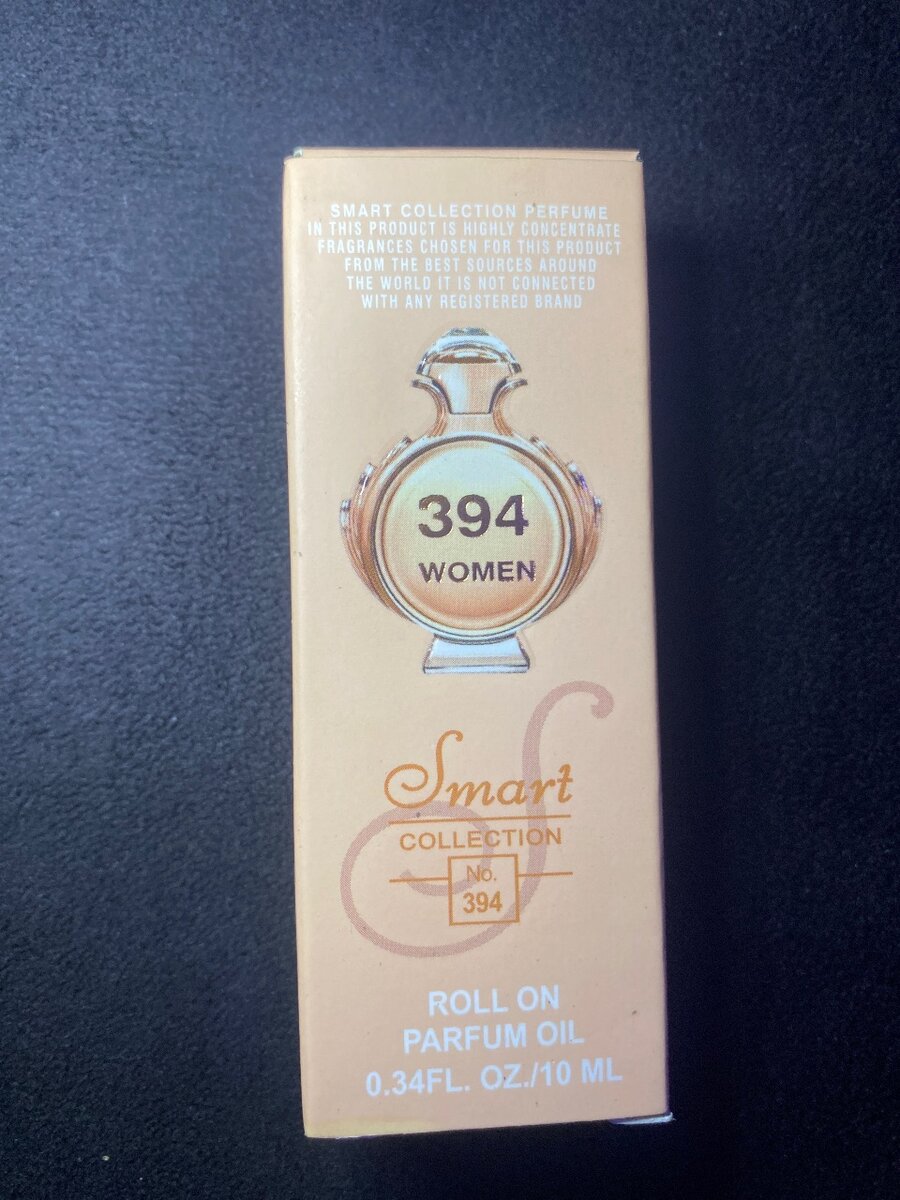 SMART COLLECTION PERFUME
IN THIS PRODUCT IS HIGHLY CONCENTRATE
FRAGRANCES CHOSEN FOR THIS PRODUCT
FROM THE BEST SOURCES AROUND
THE WORLD IT IS NOT CONNECTED
WITH ANY REGISTERED BRAND
394
WOMEN
Smart
COLLECTION
No.
394
ROLL ON
PARFUM OIL
0.34FL. OZ./10 ML